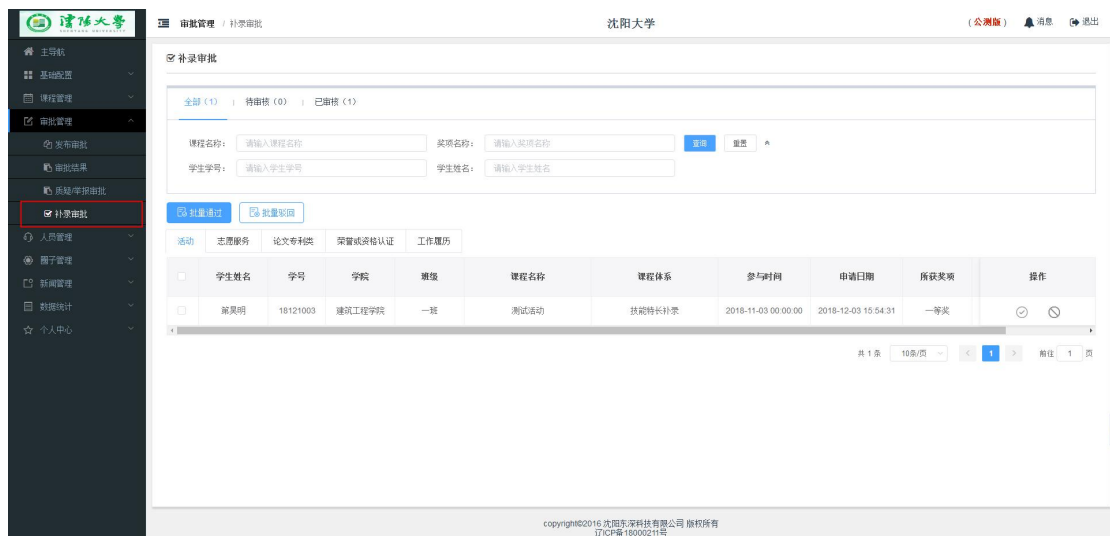 瀋陽大學
SHENYANG UNIVERSITY
审批管理 / 补录审批
沈阳大学
(公测版)
消息
退出
主导航
基础配置
课程管理
审批管理
发布审批
审批结果
质疑/举报审批
补录审批
人员管理
圈子管理
新闻管理
数据统计
个人中心
补录审批
全部(1) | 待审核(0) | 已审核(1)
课程名称: 请输入课程名称 奖项名称: 请输入奖项名称 查询 重置
学生学号: 请输入学生学号 学生姓名: 请输入学生姓名
批量通过 批量驳回
活动 志愿服务 论文专利类 荣誉或资格认证 工作履历
学生姓名 学号 学院 班级 课程名称 课程体系 参与时间 申请日期 所获奖项 操作
昊明 18121003 建筑工程学院 一班 测试活动 技能特长补录 2018-11-03 00:00:00 2018-12-03 15:54:31 一等奖
共 1 条 10条/页 1 前往 1 页
copyright©2016 沈阳东深科技有限公司 版权所有
辽ICP备18000211号